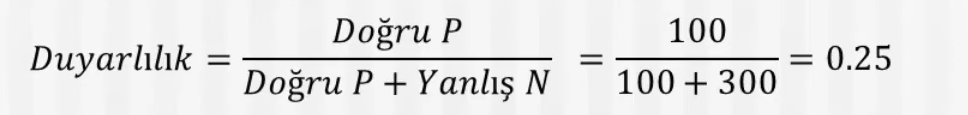 Duyarlılık = Doğru P / Doğru P + Yanlış N = 100 / 100 + 300 = 0.25